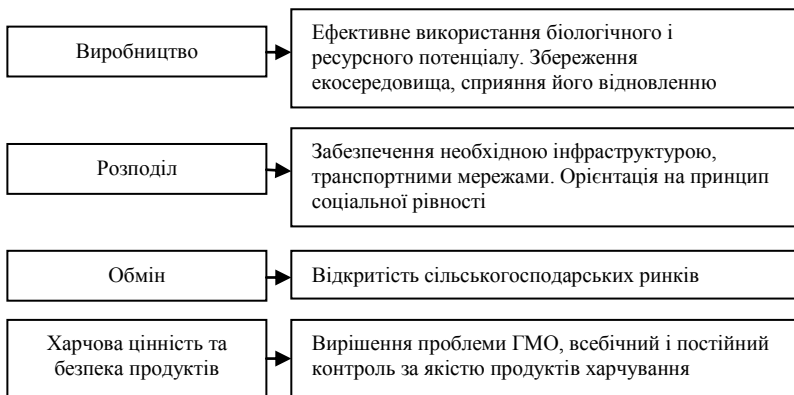 Виробництво
Ефективне використання біологічного і
ресурсного потенціалу. Збереження
екосередовища, сприяння його відновленню
Розподіл
Забезпечення необхідною інфраструктурою,
транспортними мережами. Орієнтація на принцип
соціальної рівності
Обмін
Відкритість сільськогосподарських ринків
Харчова цінність та
безпека продуктів
Вирішення проблеми ГМО, всебічний і постійний
контроль за якістю продуктів харчування